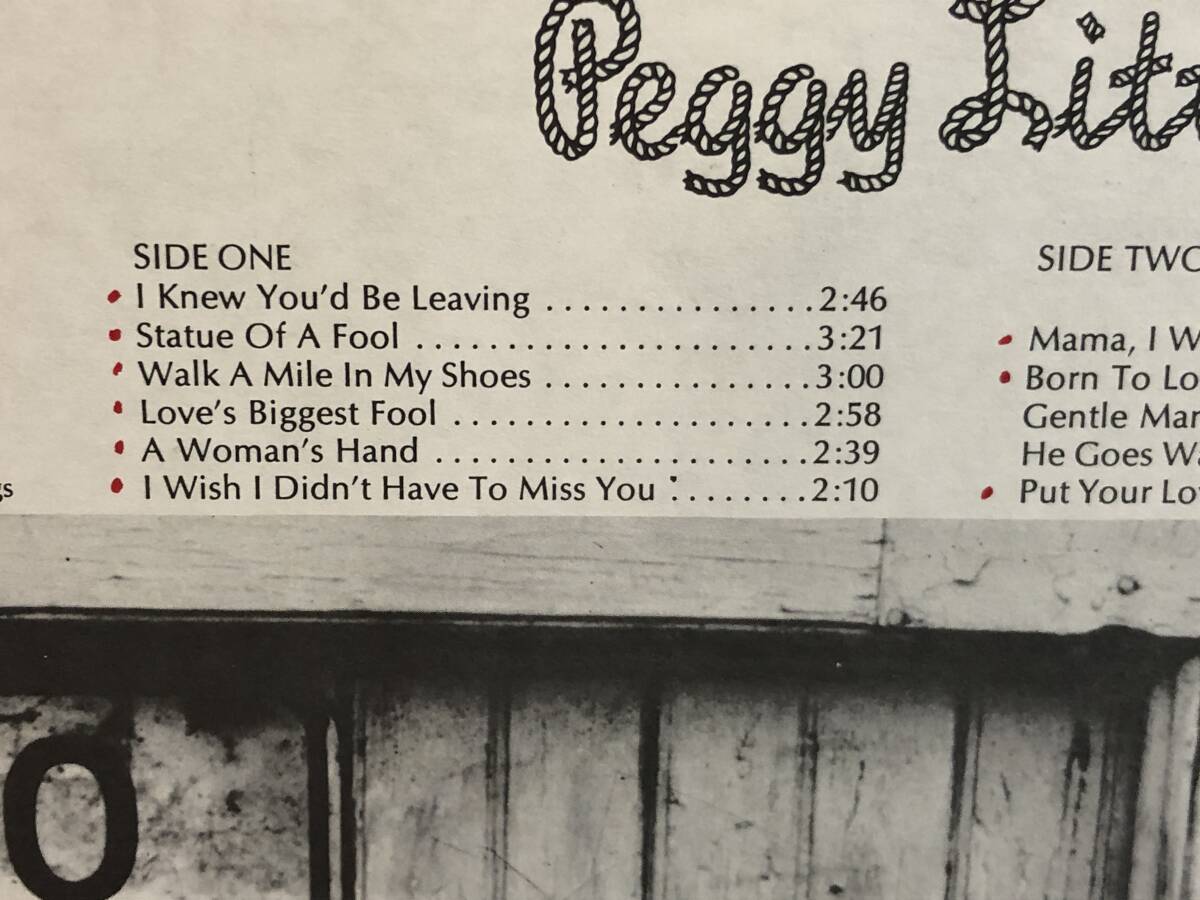 Peggy
SIDE ONE
• I Knew You'd Be Leaving ................2:46
• Statue Of A Fool ........................3:21
• Walk A Mile In My Shoes ................3:00
• Love's Biggest Fool ......................2:58
• A Woman's Hand .......................2:39
• I Wish I Didn't Have To Miss You .........2:10
SIDE TWO
• Mama, I
• Born To
Gentle
He Goes
• Put Your
O